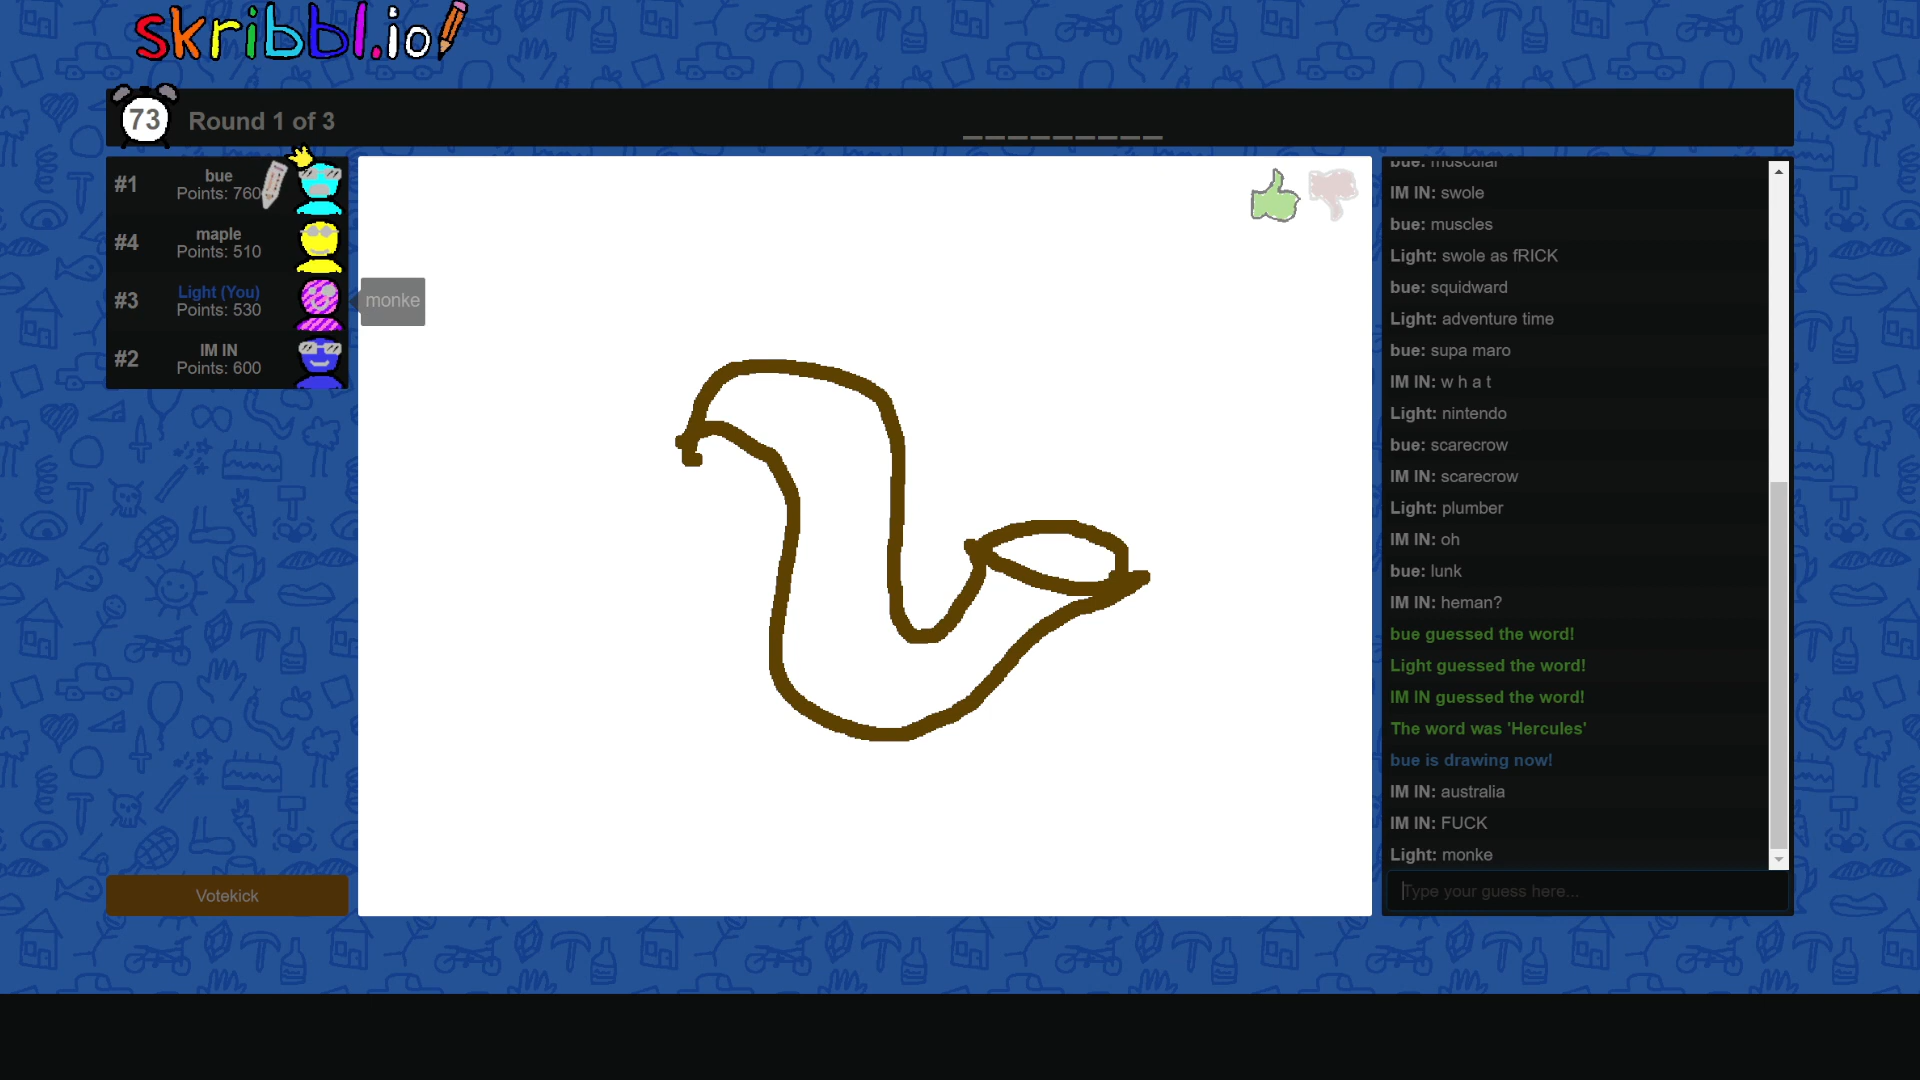 skribbl.io
73
Round 1 of 3
_________
#1
bue
Points: 760
#4
maple
Points: 510
#3
Light (You)
Points: 530
monke
#2
IM IN
Points: 600
Votekick
bue: muscular
IM IN: swole
bue: muscles
Light: swole as fRICK
bue: squidward
Light: adventure time
bue: supa maro
IM IN: w h a t
Light: nintendo
bue: scarecrow
IM IN: scarecrow
Light: plumber
IM IN: oh
bue: lunk
IM IN: heman?
bue guessed the word!
Light guessed the word!
IM IN guessed the word!
The word was 'Hercules'
bue is drawing now!
IM IN: australia
IM IN: FUCK
Light: monke
Type your guess here...